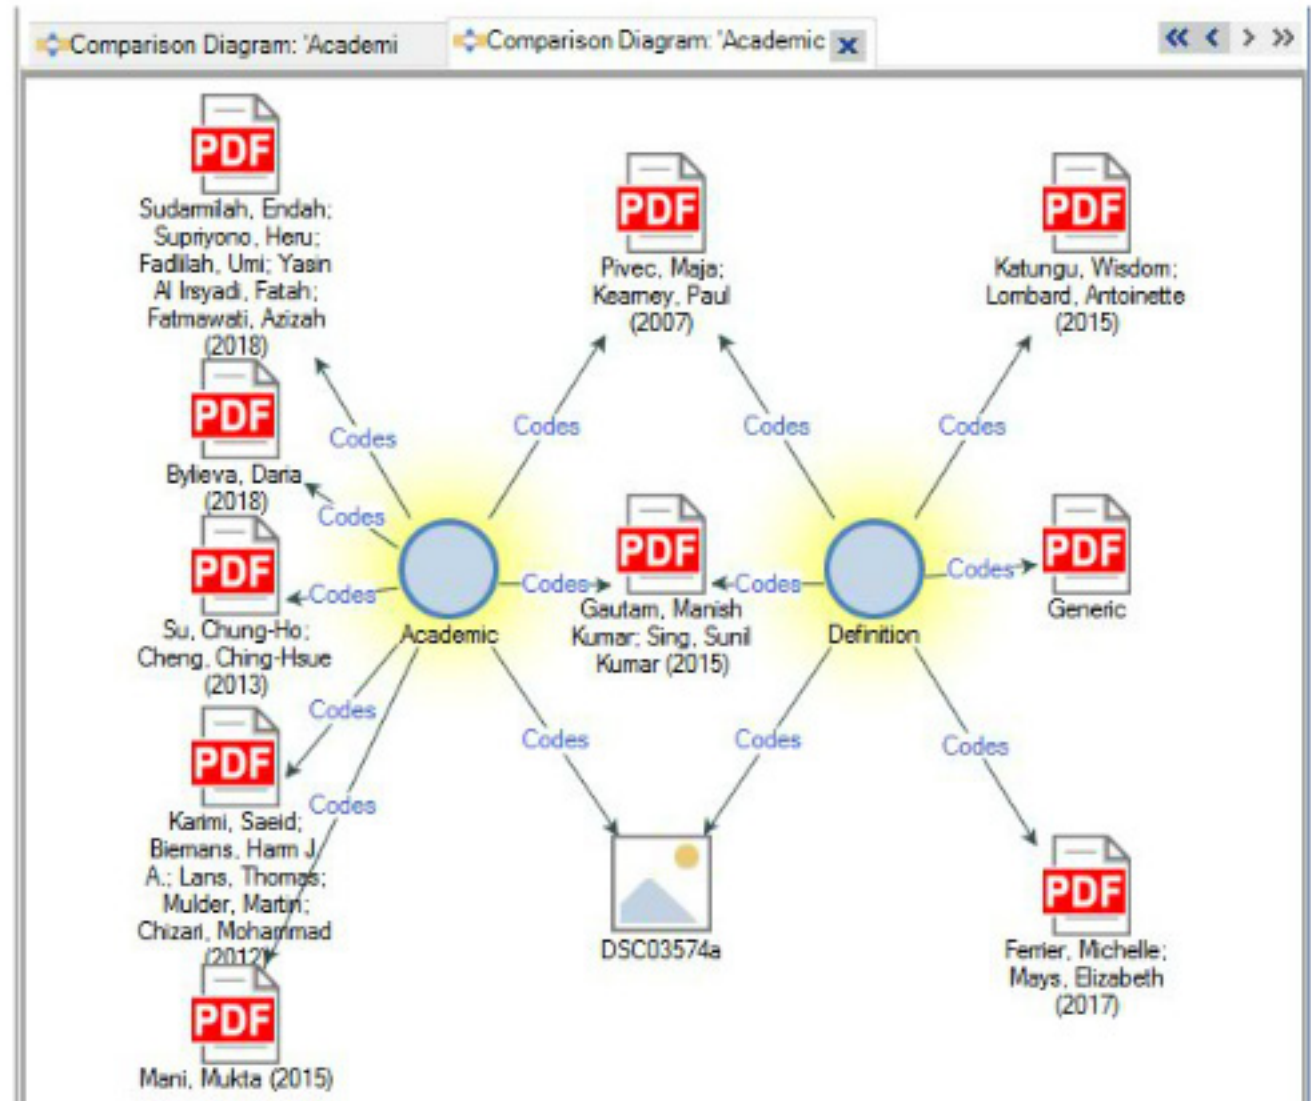 Comparison Diagram: 'Academi
Comparison Diagram: 'Academic
PDF
Sudarmilah, Endah;
Supriyono, Heru;
Fadlilah, Umi; Yasin
Al Irsyadi, Fatah;
Fatmawati, Azizah
(2018)
PDF
Pivec, Maja;
Kearney, Paul
(2007)
PDF
Katungu, Wisdom;
Lombard, Antoinette
(2015)
Codes
Codes
Codes
Codes
PDF
Bylieva, Daria
(2018)
Codes
PDF
Su, Chung-Ho;
Cheng, Ching-Hsue
(2013)
Codes
Academic
Codes
PDF
Gautam, Manish
Kumar; Sing, Sunil
Kumar (2015)
Codes
Definition
Codes
PDF
Generic
Codes
Codes
Codes
Codes
PDF
Karimi, Saeid;
Biemans, Harm J.
A.; Lans, Thomas;
Mulder, Martin;
Chizari, Mohammad
(2012)
Codes
DSC03574a
PDF
Ferrier, Michelle;
Mays, Elizabeth
(2017)
PDF
Mani, Mukta (2015)